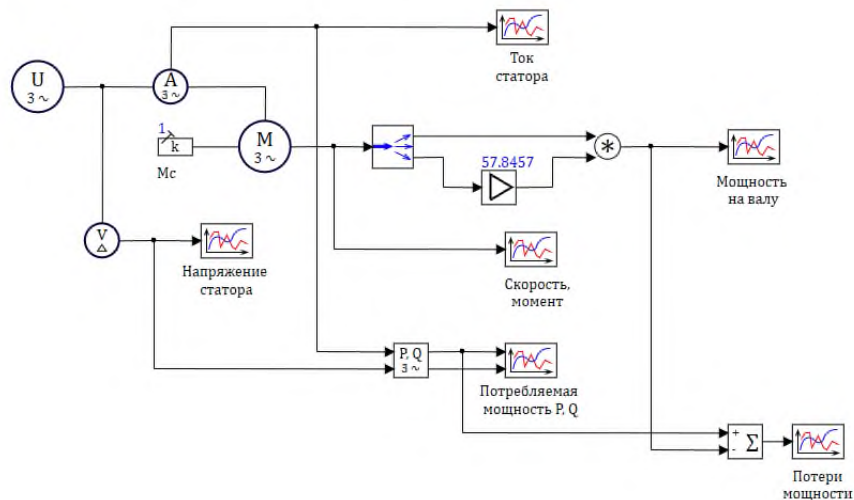 Ток
статора
U
3 ~
A
3 ~
1
k
Мс
M
3 ~
57.8457
*
Мощность
на валу
V
Δ
Напряжение
статора
Скорость,
момент
P, Q
3 ~
Потребляемая
мощность P, Q
+
-
Σ
Потери
мощности